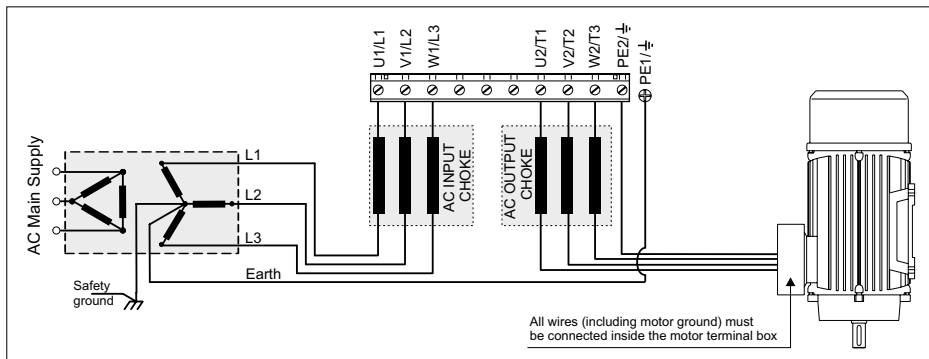 U1/L1
V1/L2
W1/L3
U2/T1
V2/T2
W2/T3
PE2/⏚
PE1/⏚
AC Main Supply
L1
L2
L3
Earth
Safety
ground
AC INPUT
CHOKE
AC OUTPUT
CHOKE
All wires (including motor ground) must
be connected inside the motor terminal box